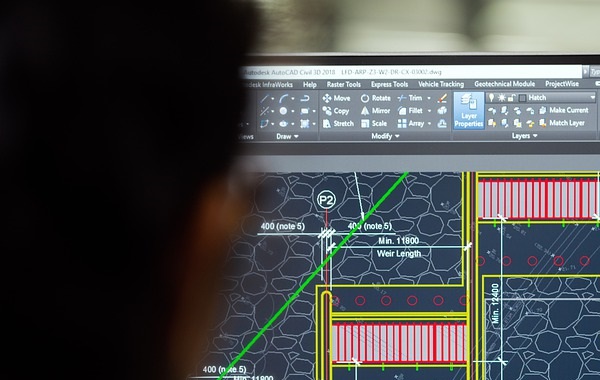 Autodesk AutoCAD Civil 3D 2018 LFD-ARP-Z3-W2-DR-CX-05002.dwg
InfraWorks Help Raster Tools Express Tools Vehicle Tracking Geotechnical Module ProjectWise
Move Rotate Trim Hatch
Copy Mirror Fillet Make Current
Stretch Scale Array Layer Properties Match Layer
Draw Modify Layers
P2
400 (note 5) 400 (note 5)
Min. 11800
Weir Length
Min. 12400
400 (note 5)
Min. 11800